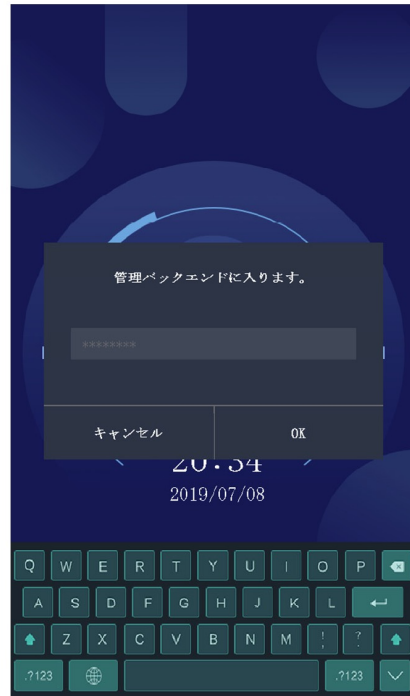 管理バックエンドに入ります。
********
キャンセル
OK
20:34
2019/07/08
Q W E R T Y U I O P
A S D F G H J K L
Z X C V B N M ! , ? .
.?123 .?123